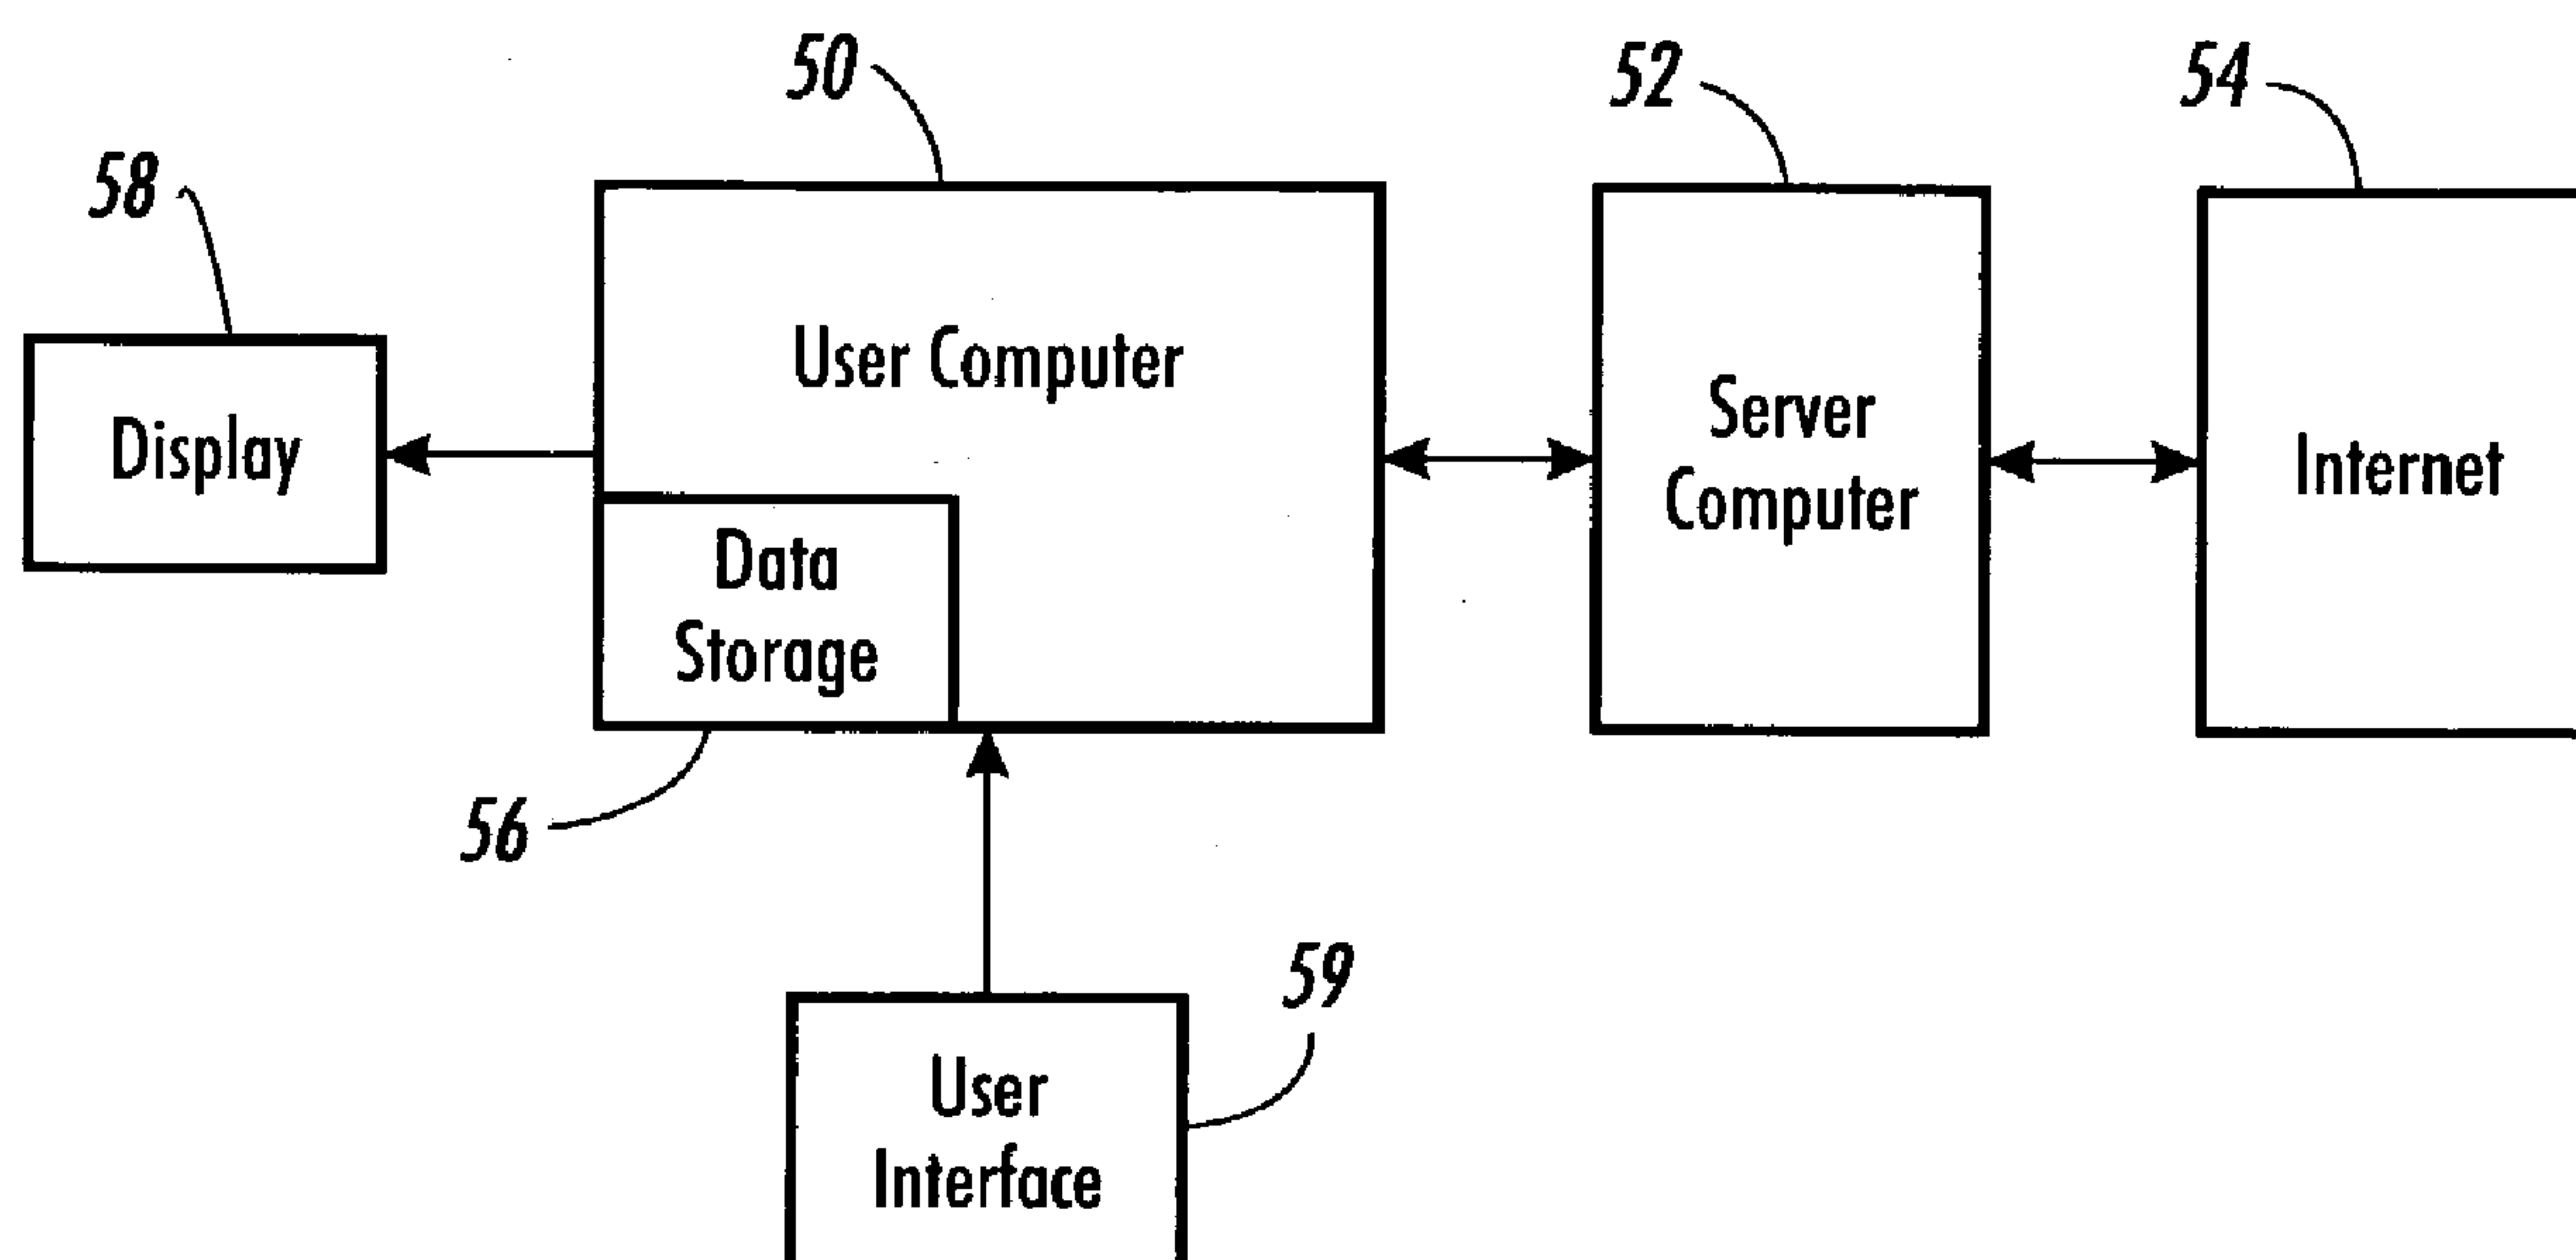 50
52
54
58
User Computer
Display
Server
Computer
Internet
Data
Storage
56
59
User
Interface